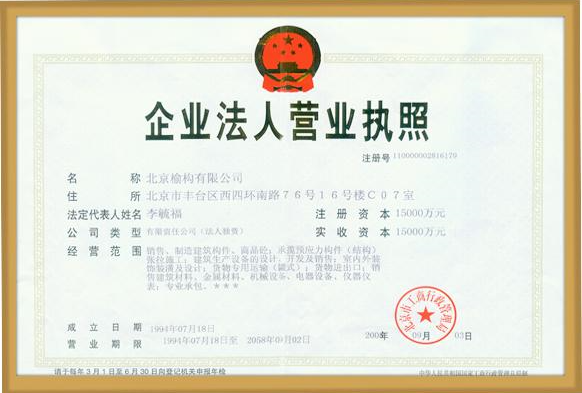 企业法人营业执照
注册号 110000002816170
名称 北京榆构有限公司
住所 北京市丰台区西四环南路76号16号楼C07室
法定代表人姓名 李毓福
注册资本 15000万元
公司类型 有限责任公司(法人独资)
实收资本 15000万元
经营范围 销售、制造建筑构件、商品砼;承揽预应力构件(结构)
张拉施工;建筑生产设备的设计、开发及销售;室内外装
饰装潢及设计;货物专用运输(罐式);货物进出口;销
售建筑材料、金属材料、机械设备、电器设备、仪器仪
表;专业承包。***
成立日期 1994年07月18日
营业期限 1994年07月18日至 2058年09月02日
北京市工商行政管理局
09月 03日
请于每年3月1日至6月30日向登记机关申报年检
中华人民共和国国家工商行政管理总局制